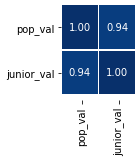 pop_val 1.00 0.94
junior_val 0.94 1.00
pop_val
junior_val